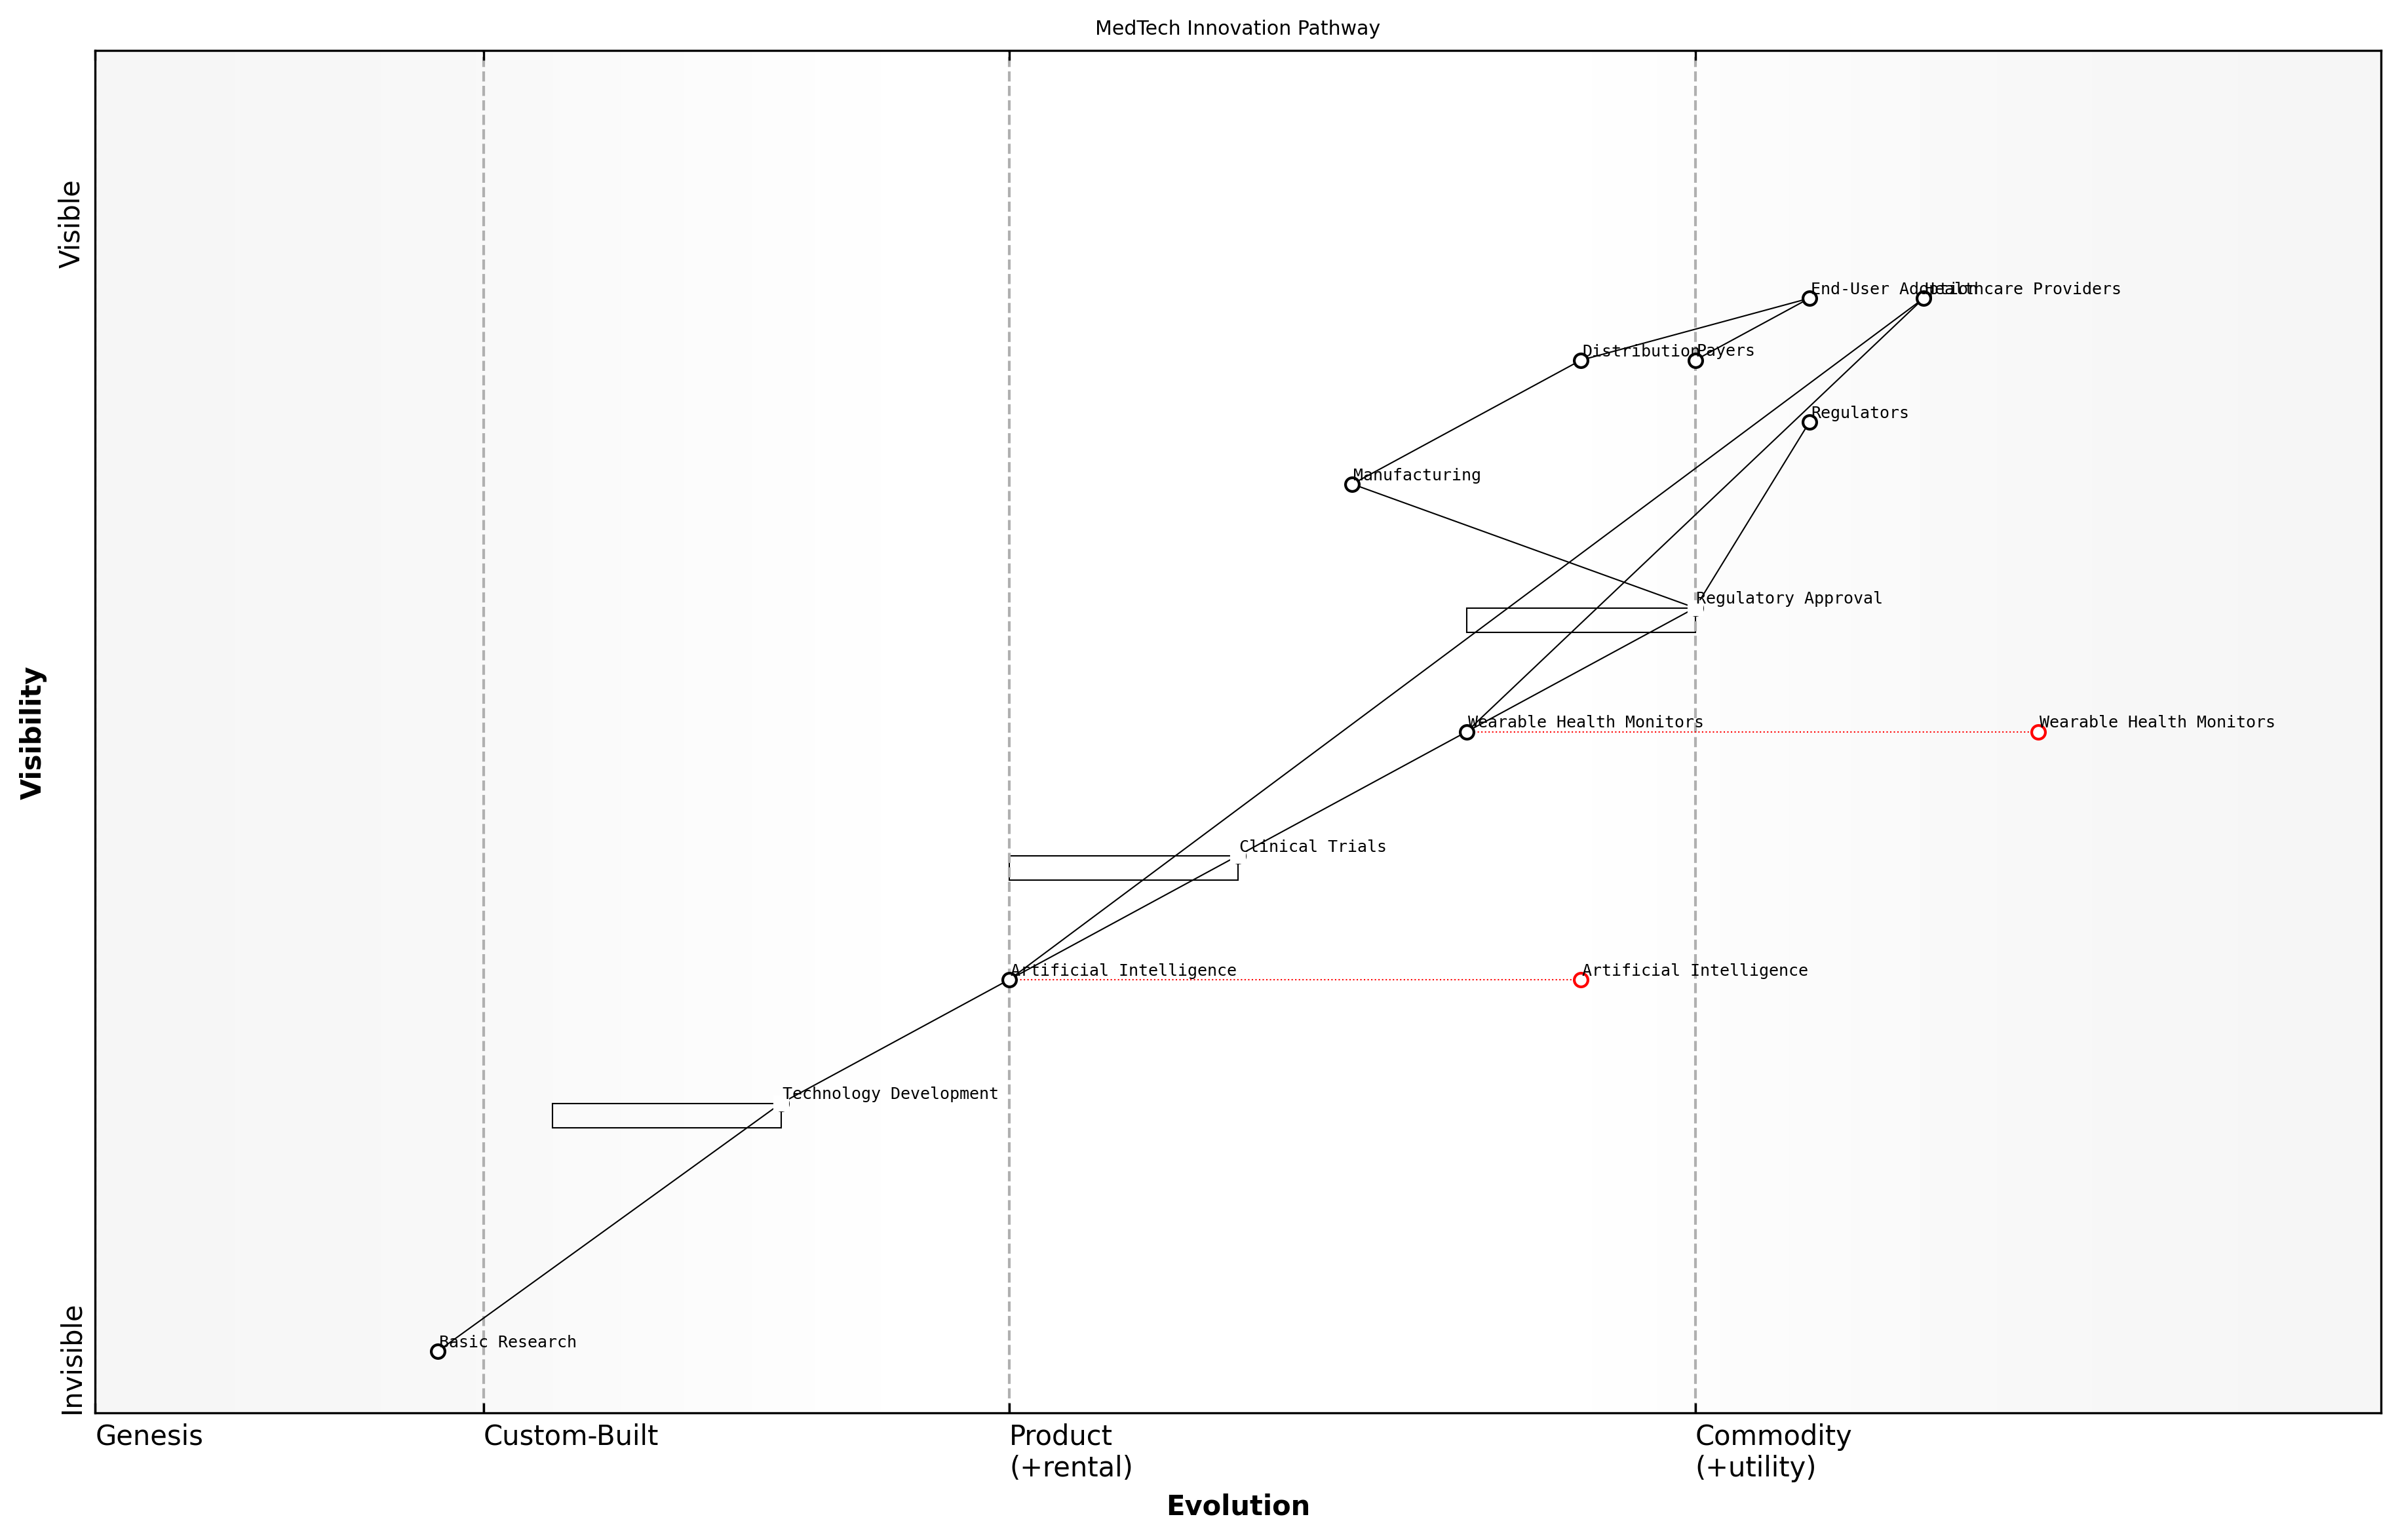 MedTech Innovation Pathway
Visible
End-User Adoption
Healthcare Providers
Distribution
Payers
Regulators
Manufacturing
Regulatory Approval
Visibility
Wearable Health Monitors
Wearable Health Monitors
Clinical Trials
Artificial Intelligence
Artificial Intelligence
Technology Development
Basic Research
Invisible
Genesis
Custom-Built
Product
(+rental)
Commodity
(+utility)
Evolution